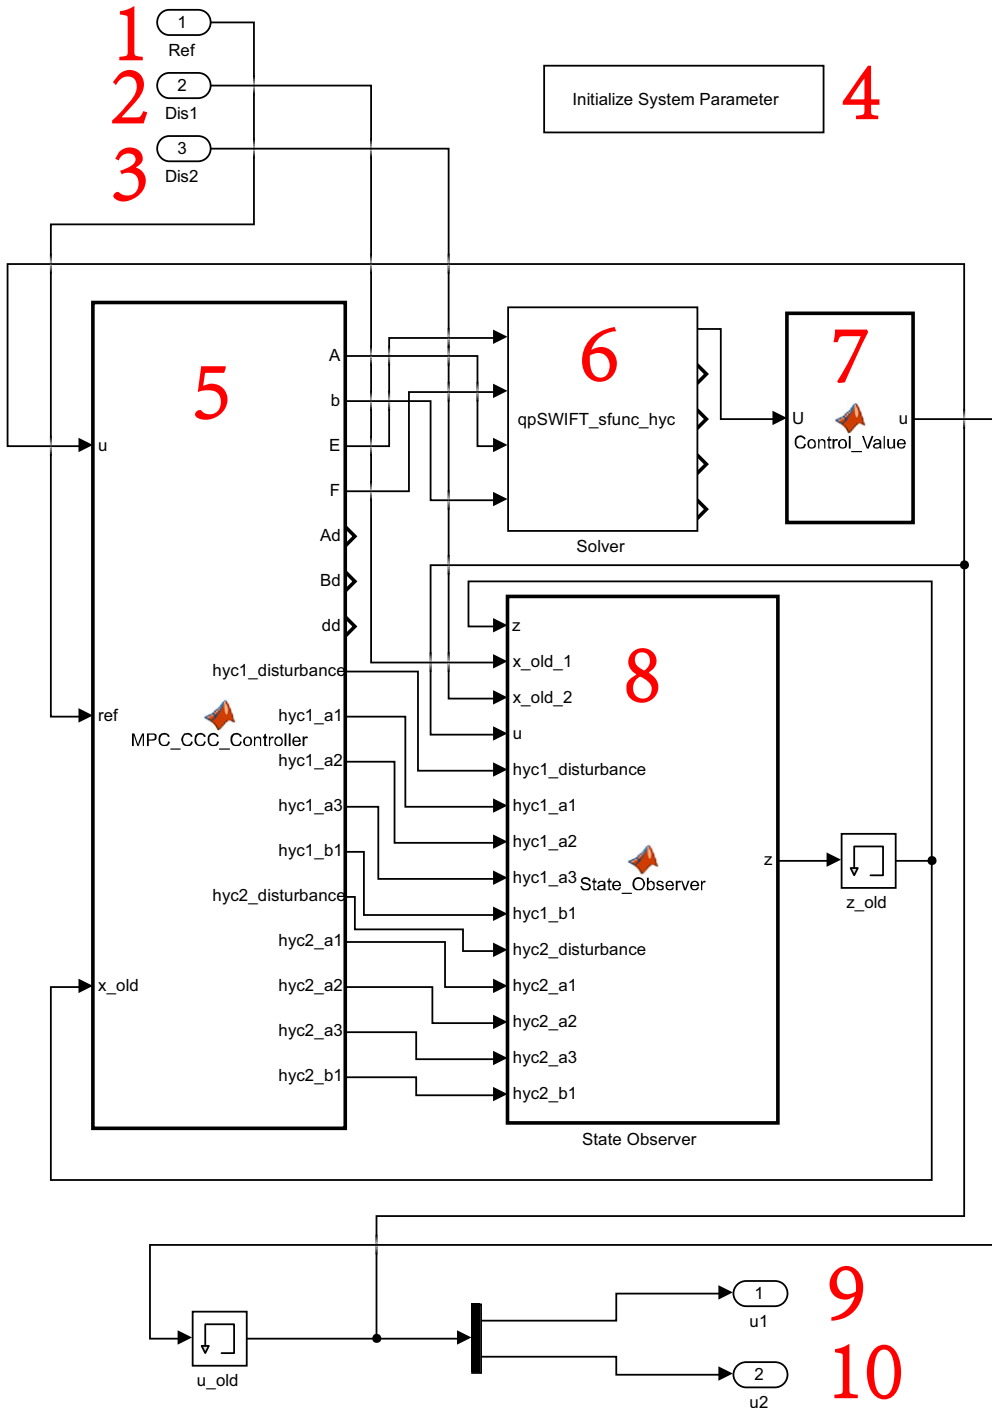 1
1
Ref
2
2
Dis1
3
3
Dis2
Initialize System Parameter
4
5
u
ref
x_old
MPC_CCC_Controller
A
b
E
F
Ad
Bd
dd
hyc1_disturbance
hyc1_a1
hyc1_a2
hyc1_a3
hyc1_b1
hyc2_disturbance
hyc2_a1
hyc2_a2
hyc2_a3
hyc2_b1
6
qpSWIFT_sfunc_hyc
Solver
7
U
u
Control_Value
8
z
x_old_1
x_old_2
u
hyc1_disturbance
hyc1_a1
hyc1_a2
hyc1_a3
hyc1_b1
hyc2_disturbance
hyc2_a1
hyc2_a2
hyc2_a3
hyc2_b1
State_Observer
z
State Observer
z_old
u_old
1
u1
9
2
u2
10